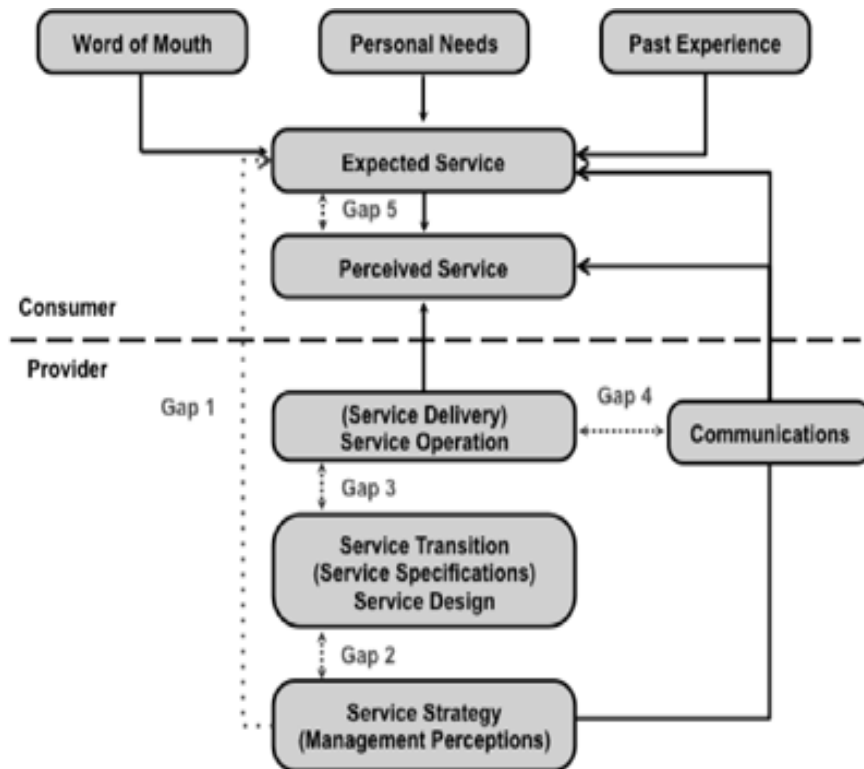 Word of Mouth
Personal Needs
Past Experience
Expected Service
Gap 5
Perceived Service
Consumer
Provider
Gap 1
(Service Delivery)
Service Operation
Gap 4
Communications
Gap 3
Service Transition
(Service Specifications)
Service Design
Gap 2
Service Strategy
(Management Perceptions)